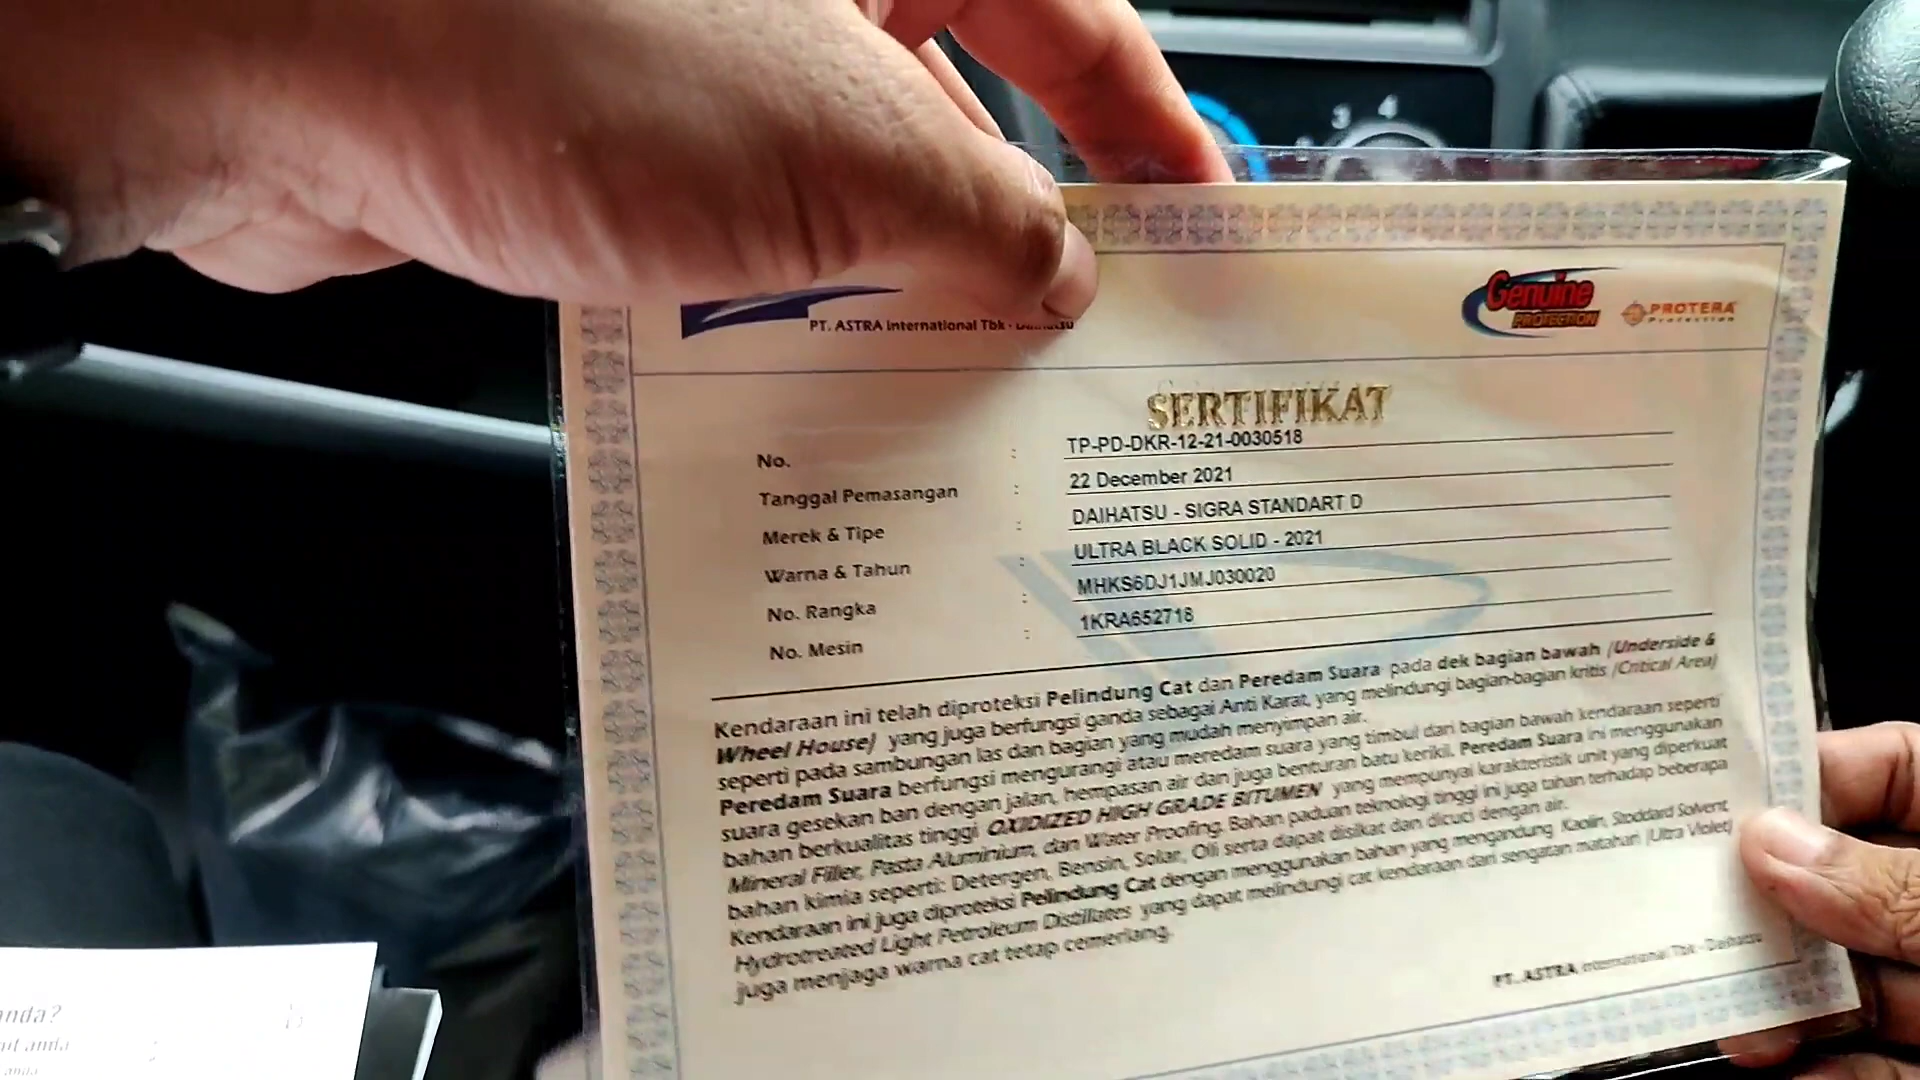 3 4
PT. ASTRA International Tbk - Daihatsu
Genuine
PROTECTION
PROTERA
Protection
SERTIFIKAT
No. : TP-PD-DKR-12-21-0030518
Tanggal Pemasangan : 22 December 2021
Merek & Tipe : DAIHATSU - SIGRA STANDART D
Warna & Tahun : ULTRA BLACK SOLID - 2021
No. Rangka : MHKS6DJ1JMJ030020
No. Mesin : 1KRA652718
Kendaraan ini telah diproteksi Pelindung Cat dan Peredam Suara pada dek bagian bawah (Underside &
Wheel House) yang juga berfungsi ganda sebagai Anti Karat, yang melindungi bagian-bagian kritis (Critical Area)
seperti pada sambungan las dan bagian yang mudah menyimpan air.
Peredam Suara berfungsi mengurangi atau meredam suara yang timbul dari bagian bawah kendaraan seperti
suara gesekan ban dengan jalan, hempasan air dan juga benturan batu kerikil. Peredam Suara ini menggunakan
bahan berkualitas tinggi OXIDIZED HIGH GRADE BITUMEN yang mempunyai karakteristik unit yang diperkuat
Mineral Filler, Pasta Aluminium, dan Water Proofing. Bahan paduan teknologi tinggi ini juga tahan terhadap beberapa
bahan kimia seperti: Detergen, Bensin, Solar, Oli serta dapat disikat dan dicuci dengan air.
Kendaraan ini juga diproteksi Pelindung Cat dengan menggunakan bahan yang mengandung Kaolin, Stoddard Solvent,
Hydrotreated Light Petroleum Distillates yang dapat melindungi cat kendaraan dari sengatan matahari (Ultra Violet)
juga menjaga warna cat tetap cemerlang.
PT. ASTRA International Tbk - Daihatsu
anda?
anda
anda